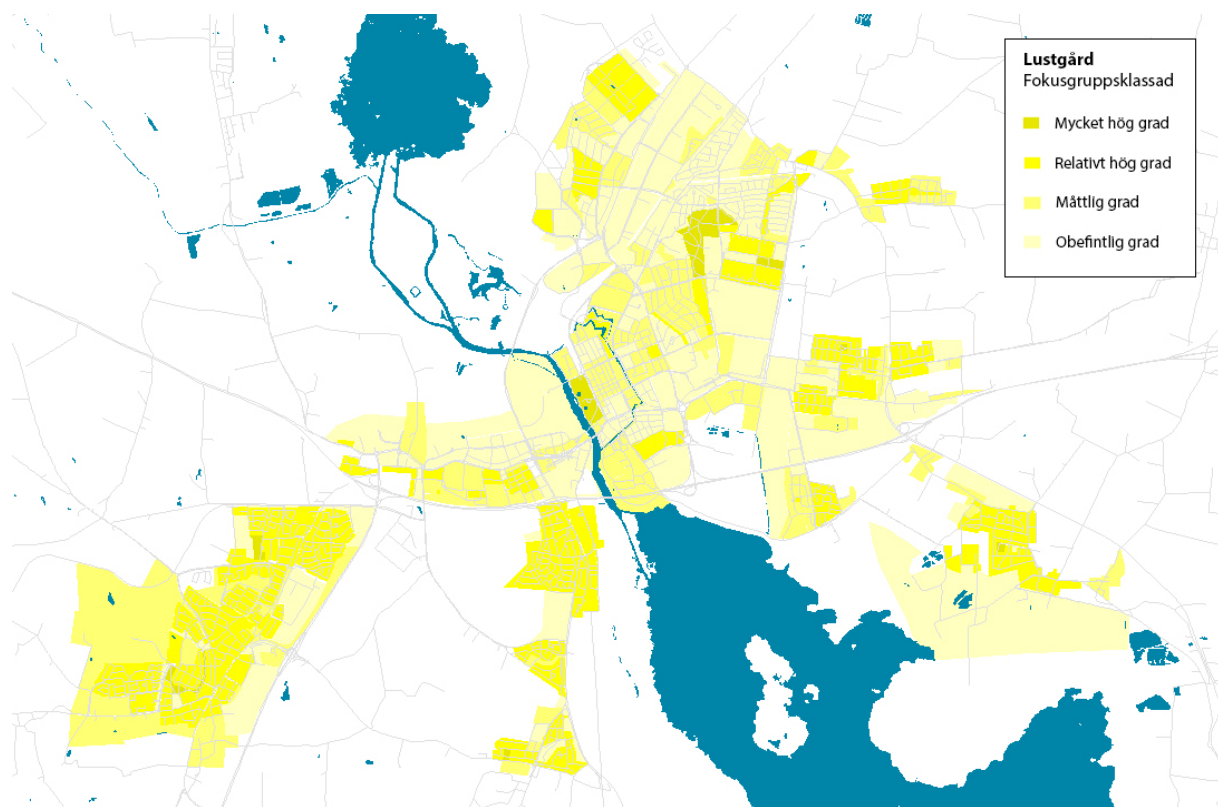 Lustgård
Fokusgruppsklassad
Mycket hög grad
Relativt hög grad
Måttlig grad
Obefintlig grad